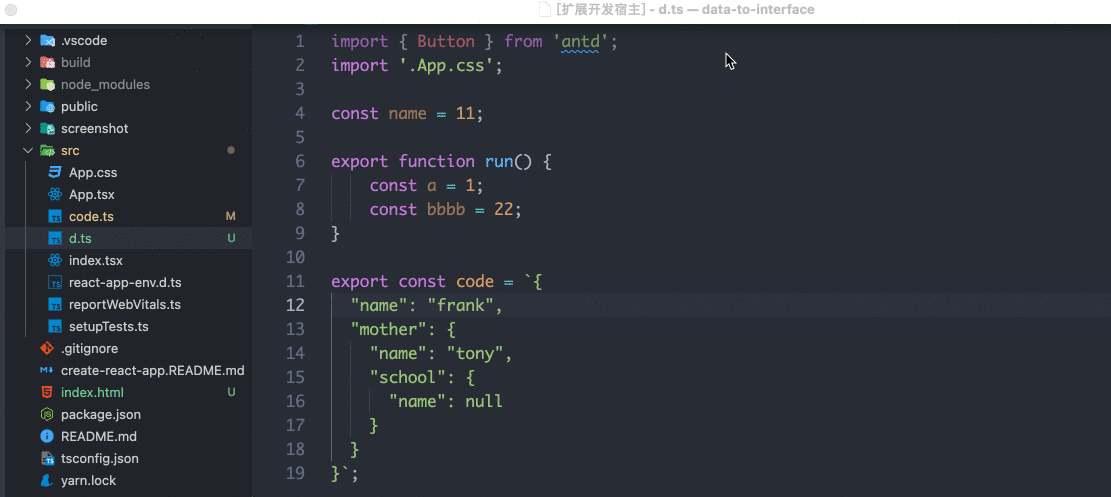 [扩展开发宿主] - d.ts — data-to-interface
.vscode
build
node_modules
public
screenshot
src
App.css
App.tsx
code.ts M
d.ts U
index.tsx
react-app-env.d.ts
reportWebVitals.ts
setupTests.ts
.gitignore
create-react-app.README.md
index.html U
package.json
README.md
tsconfig.json
yarn.lock
1 import { Button } from 'antd';
2 import '.App.css';
3
4 const name = 11;
5
6 export function run() {
7 const a = 1;
8 const bbbb = 22;
9 }
10
11 export const code = `{
12 "name": "frank",
13 "mother": {
14 "name": "tony",
15 "school": {
16 "name": null
17 }
18 }
19 }`;